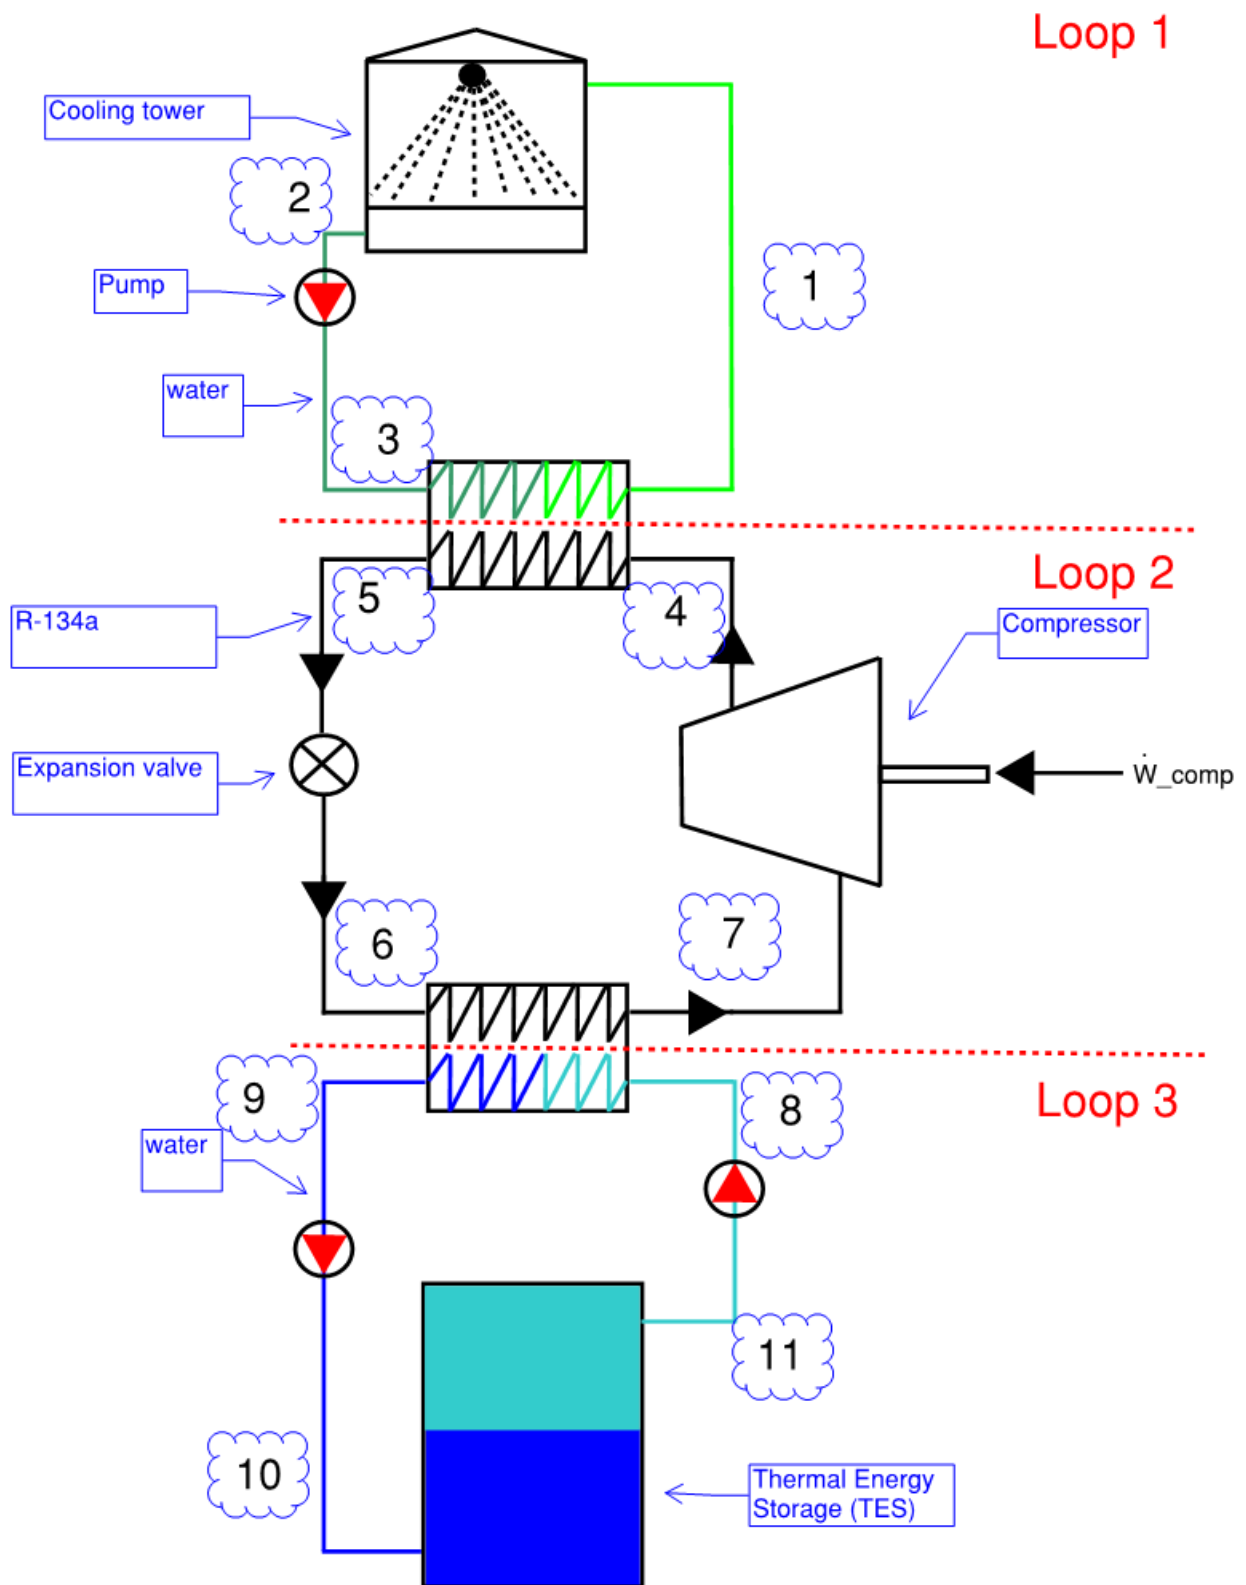 Loop 1
Cooling tower
2
Pump
1
water
3
Loop 2
5
4
R-134a
Compressor
Expansion valve
Ẇ_comp
6
7
Loop 3
9
8
water
11
10
Thermal Energy
Storage (TES)